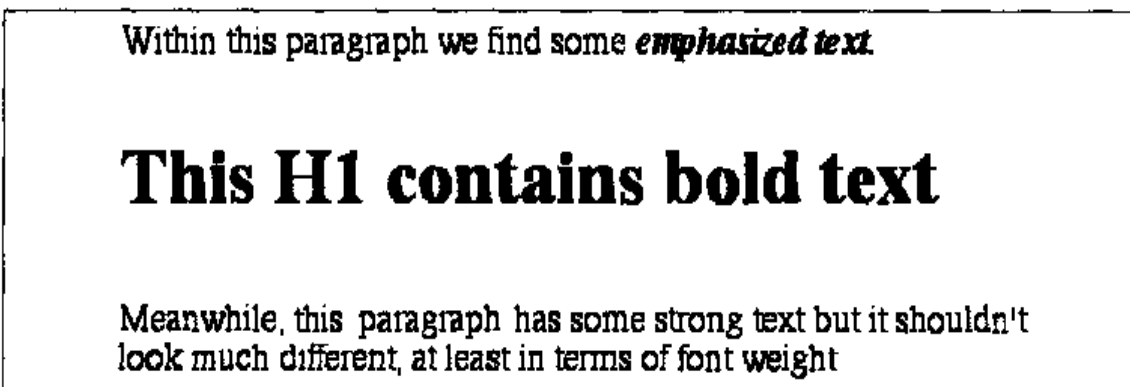 Within this paragraph we find some emphasized text.
This H1 contains bold text
Meanwhile, this paragraph has some strong text but it shouldn't
look much different, at least in terms of font weight